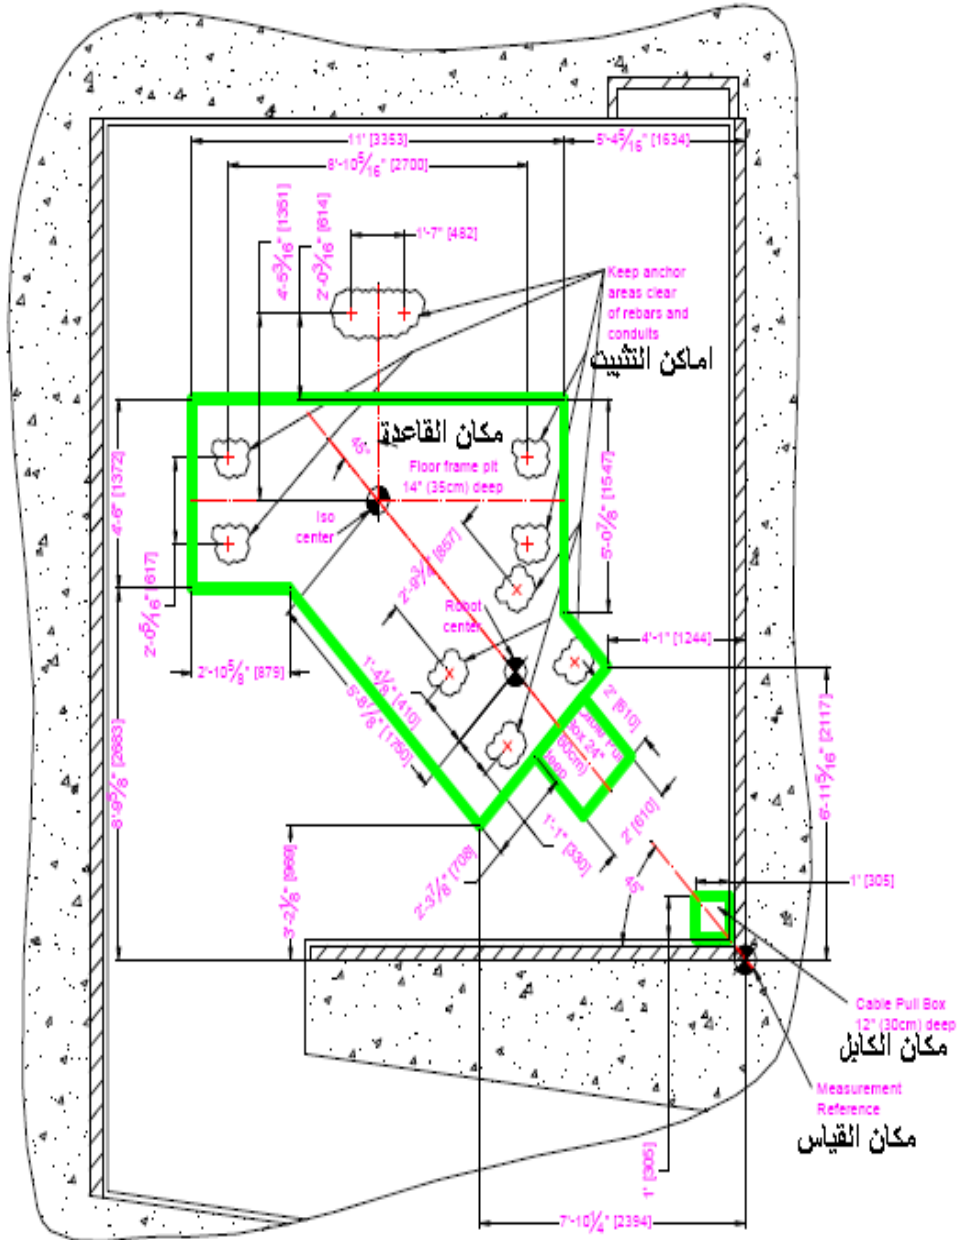 11' [3353]
5'-4 5/16" [1634]
8'-10 5/16" [2700]
4'-5 3/16" [1351]
2'-0 3/16" [614]
1'-7" [482]
Keep anchor
areas clear
of rebars and
conduits
اماكن التثبيت
مكان القاعدة
45°
Floor frame pit
14" (35cm) deep
Iso
center
4'-6" [1372]
2'-0 5/16" [617]
5'-0 7/8" [1547]
Robot
center
4'-1" [1244]
2'-10 5/8" [879]
1'-4 1/8" [410]
5'-8 7/8" [1750]
2' [610]
Cable Pull
Box 24"
deep
8'-9 5/8" [2683]
6'-11 5/16" [2117]
2' [610]
1'-1" [330]
2'-3 7/8" [708]
3'-2 1/8" [969]
45°
1' [305]
Cable Pull Box
12" (30cm) deep
مكان الكابل
Measurement
Reference
مكان القياس
1' [305]
7'-10 1/4" [2394]